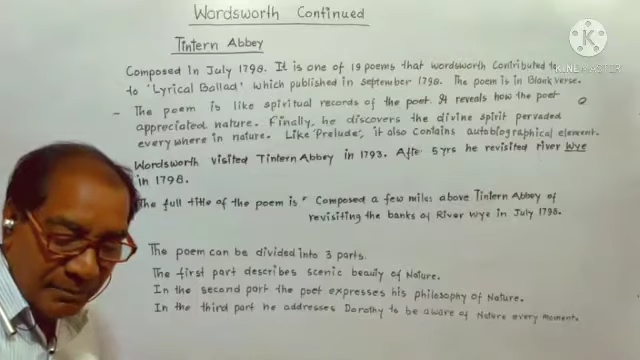 Wordsworth Continued
Tintern Abbey
Composed in July 1798. It is one of 19 poems that wordsworth contributed to
to 'Lyrical Ballad' which published in september 1798. The poem is in Blank verse.
- The poem is like spiritual records of the poet. It reveals how the poet
appreciated nature. Finally, he discovers the divine spirit pervaded
every where in nature. Like 'Prelude', it also contains autobiographical element.
Wordsworth visited Tintern Abbey in 1793. After 5 yrs he revisited river Wye
in 1798.
The full title of the poem is " Composed a few miles above Tintern Abbey of
revisiting the banks of River Wye in July 1798.
The poem can be divided into 3 parts.
The first part describes scenic beauty of Nature.
In the second part the poet expresses his philosophy of Nature.
In the third part he addresses Dorothy to be aware of Nature every moment.
KINEMASTER